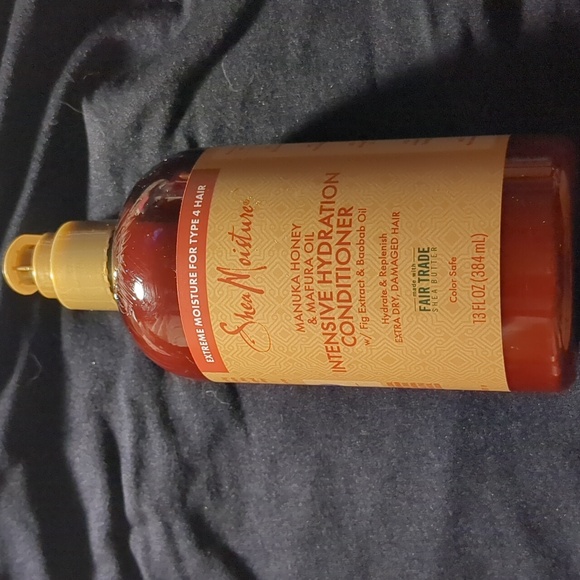 EXTREME MOISTURE FOR TYPE 4 HAIR
SheaMoisture®
MANUKA HONEY
& MAFURA OIL
INTENSIVE HYDRATION
CONDITIONER
w/ Fig Extract & Baobab Oil
Hydrate & Replenish
EXTRA DRY, DAMAGED HAIR
made with
FAIR TRADE
SHEA BUTTER
Color Safe
13 FL OZ (384 mL)